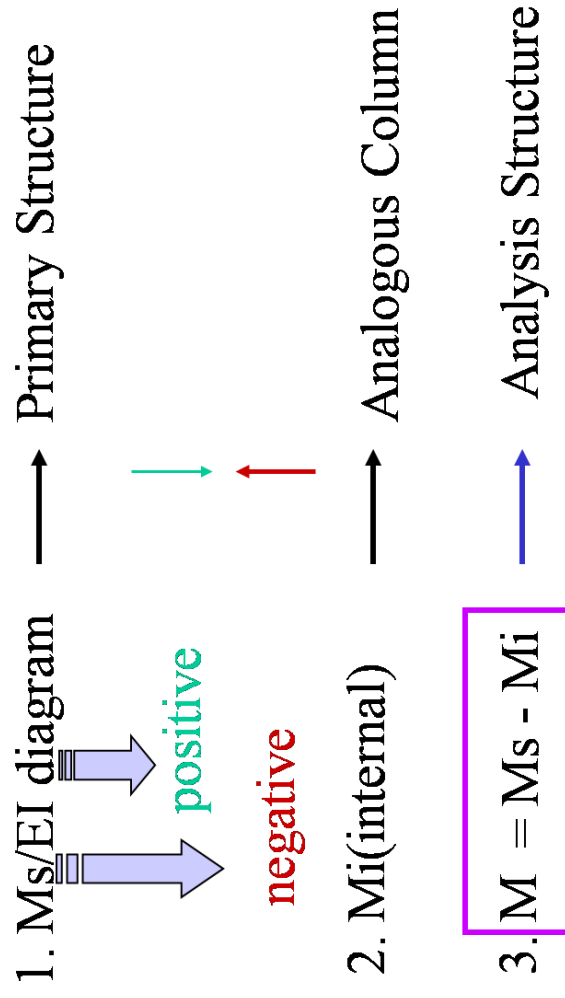 1. Ms/EI diagram Primary Structure
positive
negative
2. Mi(internal) Analogous Column
3. M = Ms - Mi Analysis Structure